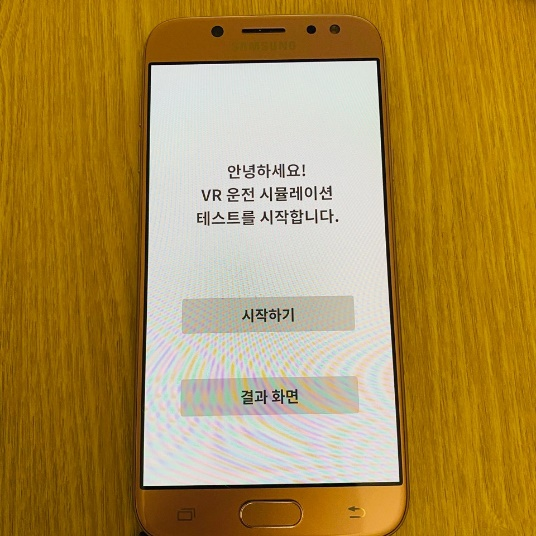 SAMSUNG
안녕하세요!
VR 운전 시뮬레이션
테스트를 시작합니다.
시작하기
결과 화면